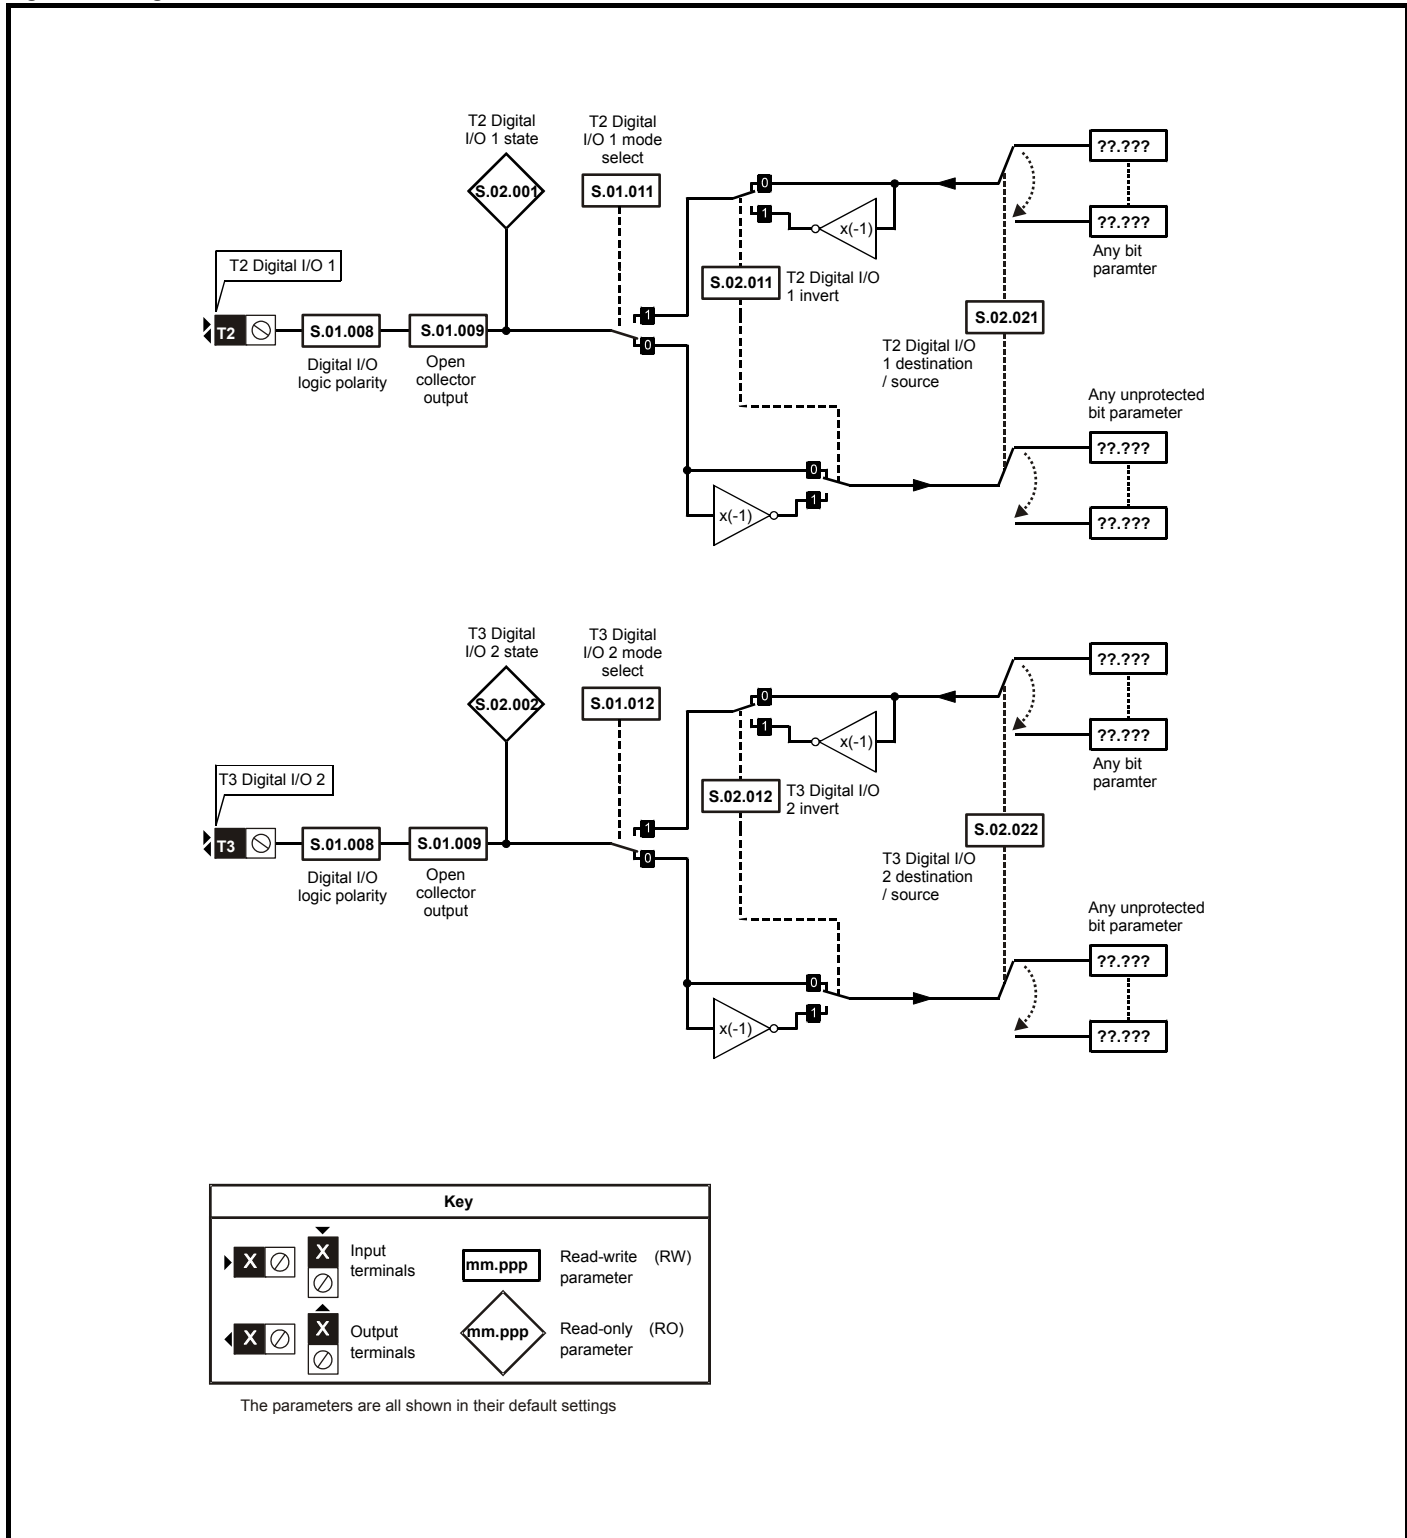 T2 Digital
I/O 1 state
T2 Digital
I/O 1 mode
select
S.02.001
S.01.011
0
1
x(-1)
??.???
??.???
Any bit
paramter
T2 Digital I/O 1
S.02.011
T2 Digital I/O
1 invert
T2
S.01.008
S.01.009
1
0
S.02.021
Digital I/O
logic polarity
Open
collector
output
T2 Digital I/O
1 destination
/ source
Any unprotected
bit parameter
0
1
x(-1)
??.???
??.???
T3 Digital
I/O 2 state
T3 Digital
I/O 2 mode
select
S.02.002
S.01.012
0
1
x(-1)
??.???
??.???
Any bit
paramter
T3 Digital I/O 2
S.02.012
T3 Digital I/O
2 invert
T3
S.01.008
S.01.009
1
0
S.02.022
Digital I/O
logic polarity
Open
collector
output
T3 Digital I/O
2 destination
/ source
Any unprotected
bit parameter
0
1
x(-1)
??.???
??.???
Key
X
X
Input
terminals
mm.ppp
Read-write (RW)
parameter
X
X
Output
terminals
mm.ppp
Read-only (RO)
parameter
The parameters are all shown in their default settings